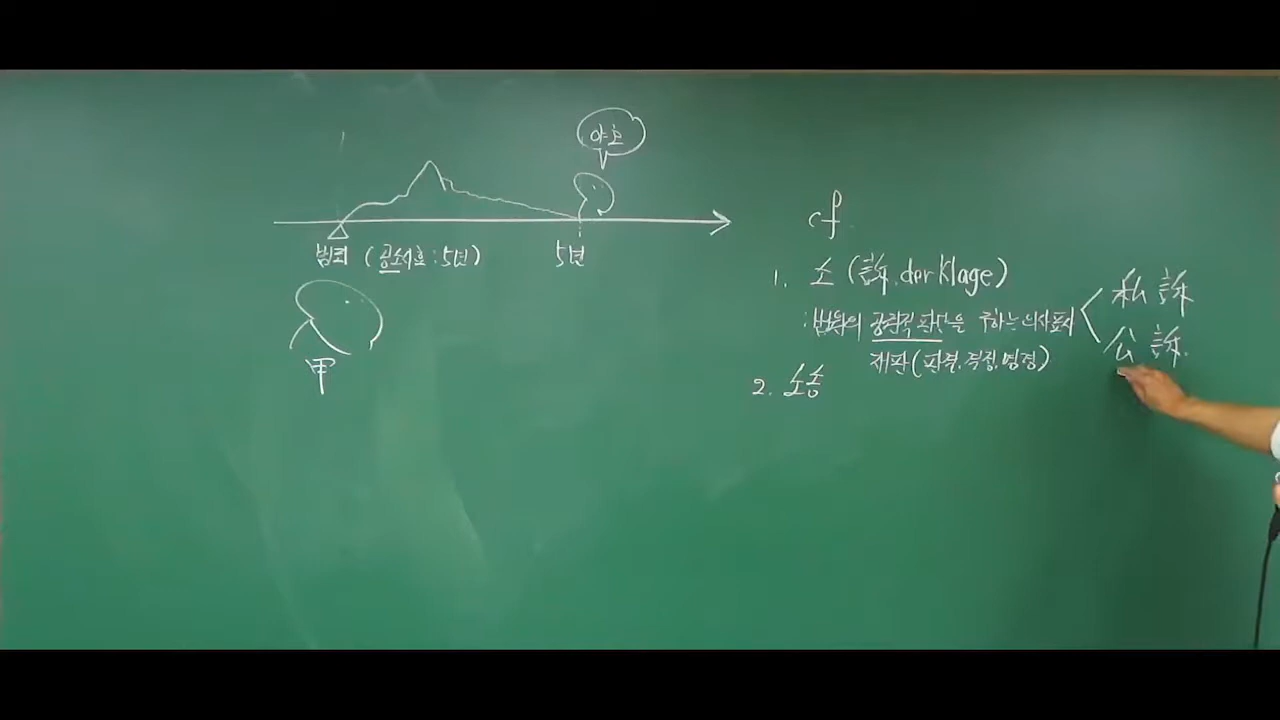 야호
범죄 (공소시효:5년)
5년
甲
cf.
1. 소 (訴. der Klage)
: 법원의 공권적 판단을 구하는 의사표시
재판(판결, 결정, 명령)
私訴
公訴.
2. 소송